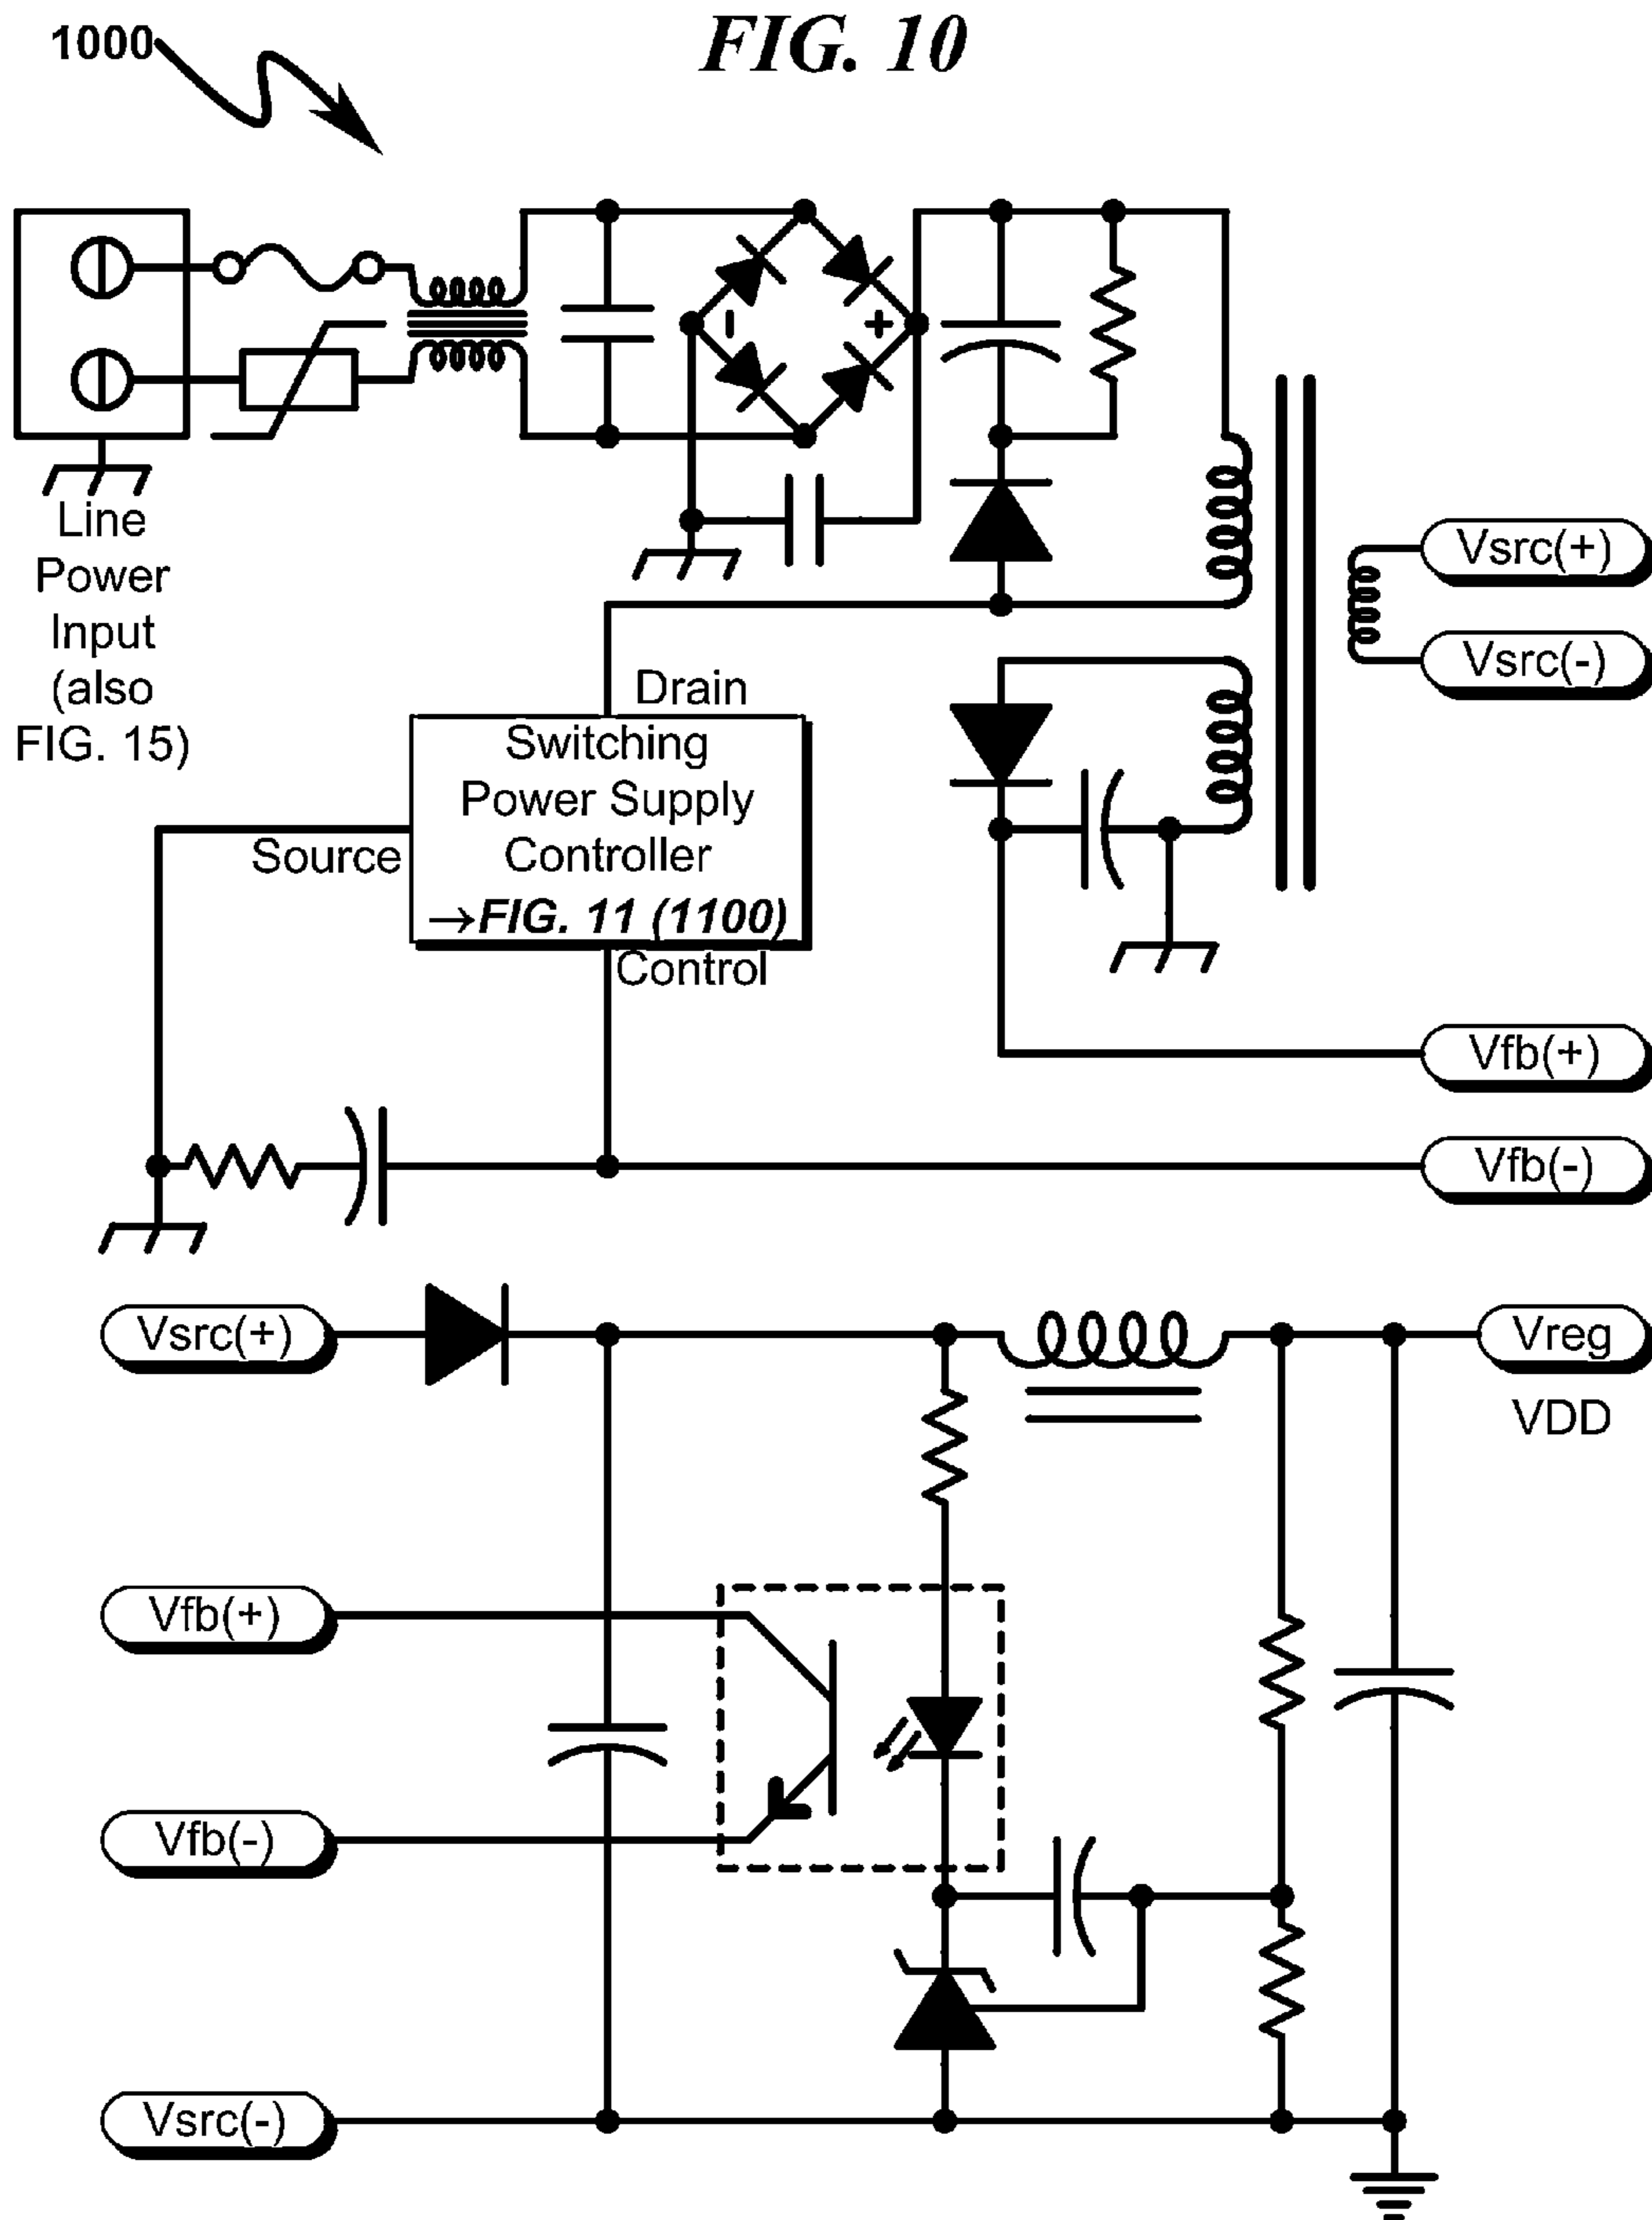 FIG. 10
1000
-
+
Line
Power
Input
(also
FIG. 15)
Vsrc(+)
Vsrc(-)
Drain
Switching
Power Supply
Controller
→FIG. 11 (1100)
Source
Control
Vfb(+)
Vfb(-)
Vsrc(+)
Vreg
VDD
Vfb(+)
Vfb(-)
Vsrc(-)